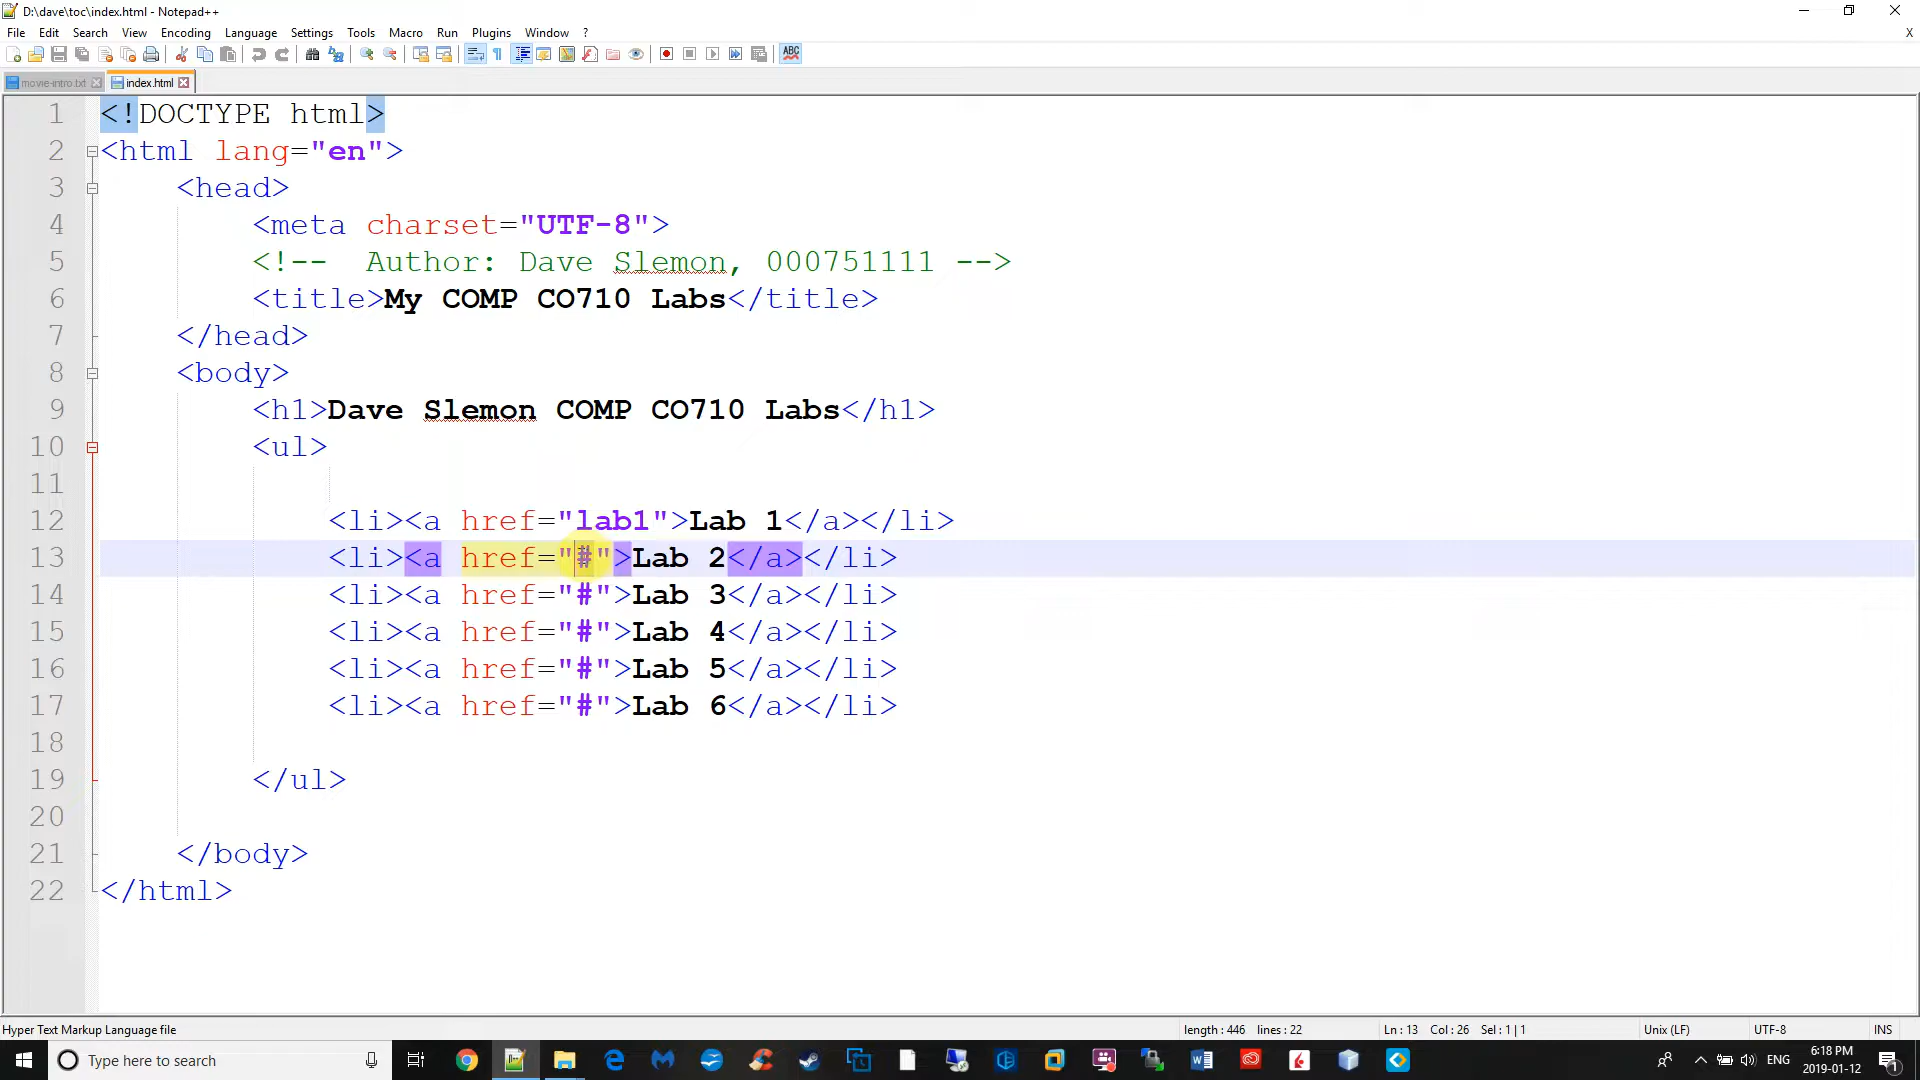 D:\dave\toc\index.html - Notepad++
File Edit Search View Encoding Language Settings Tools Macro Run Plugins Window ? X
ABC
movie-intro.txt index.html
1 <!DOCTYPE html>
2 <html lang="en">
3 <head>
4 <meta charset="UTF-8">
5 <!-- Author: Dave Slemon, 000751111 -->
6 <title>My COMP CO710 Labs</title>
7 </head>
8 <body>
9 <h1>Dave Slemon COMP CO710 Labs</h1>
10 <ul>
11
12 <li><a href="lab1">Lab 1</a></li>
13 <li><a href="#">Lab 2</a></li>
14 <li><a href="#">Lab 3</a></li>
15 <li><a href="#">Lab 4</a></li>
16 <li><a href="#">Lab 5</a></li>
17 <li><a href="#">Lab 6</a></li>
18
19 </ul>
20
21 </body>
22 </html>
Hyper Text Markup Language file length : 446 lines : 22 Ln : 13 Col : 26 Sel : 1 | 1 Unix (LF) UTF-8 INS
Type here to search ENG 6:18 PM
2019-01-12 1